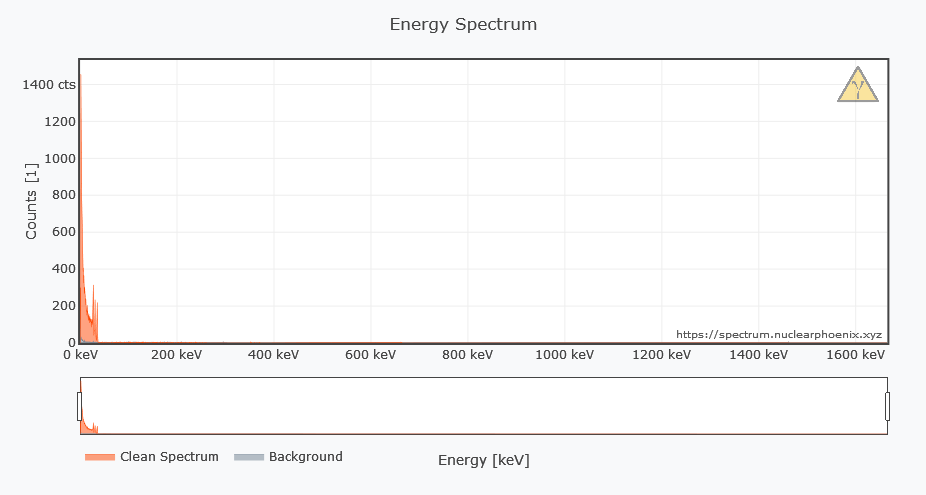 Energy Spectrum
1400 cts
1200
1000
800
600
400
200
0
Counts [1]
γ
https://spectrum.nuclearphoenix.xyz
0 keV 200 keV 400 keV 600 keV 800 keV 1000 keV 1200 keV 1400 keV 1600 keV
Clean Spectrum Background
Energy [keV]